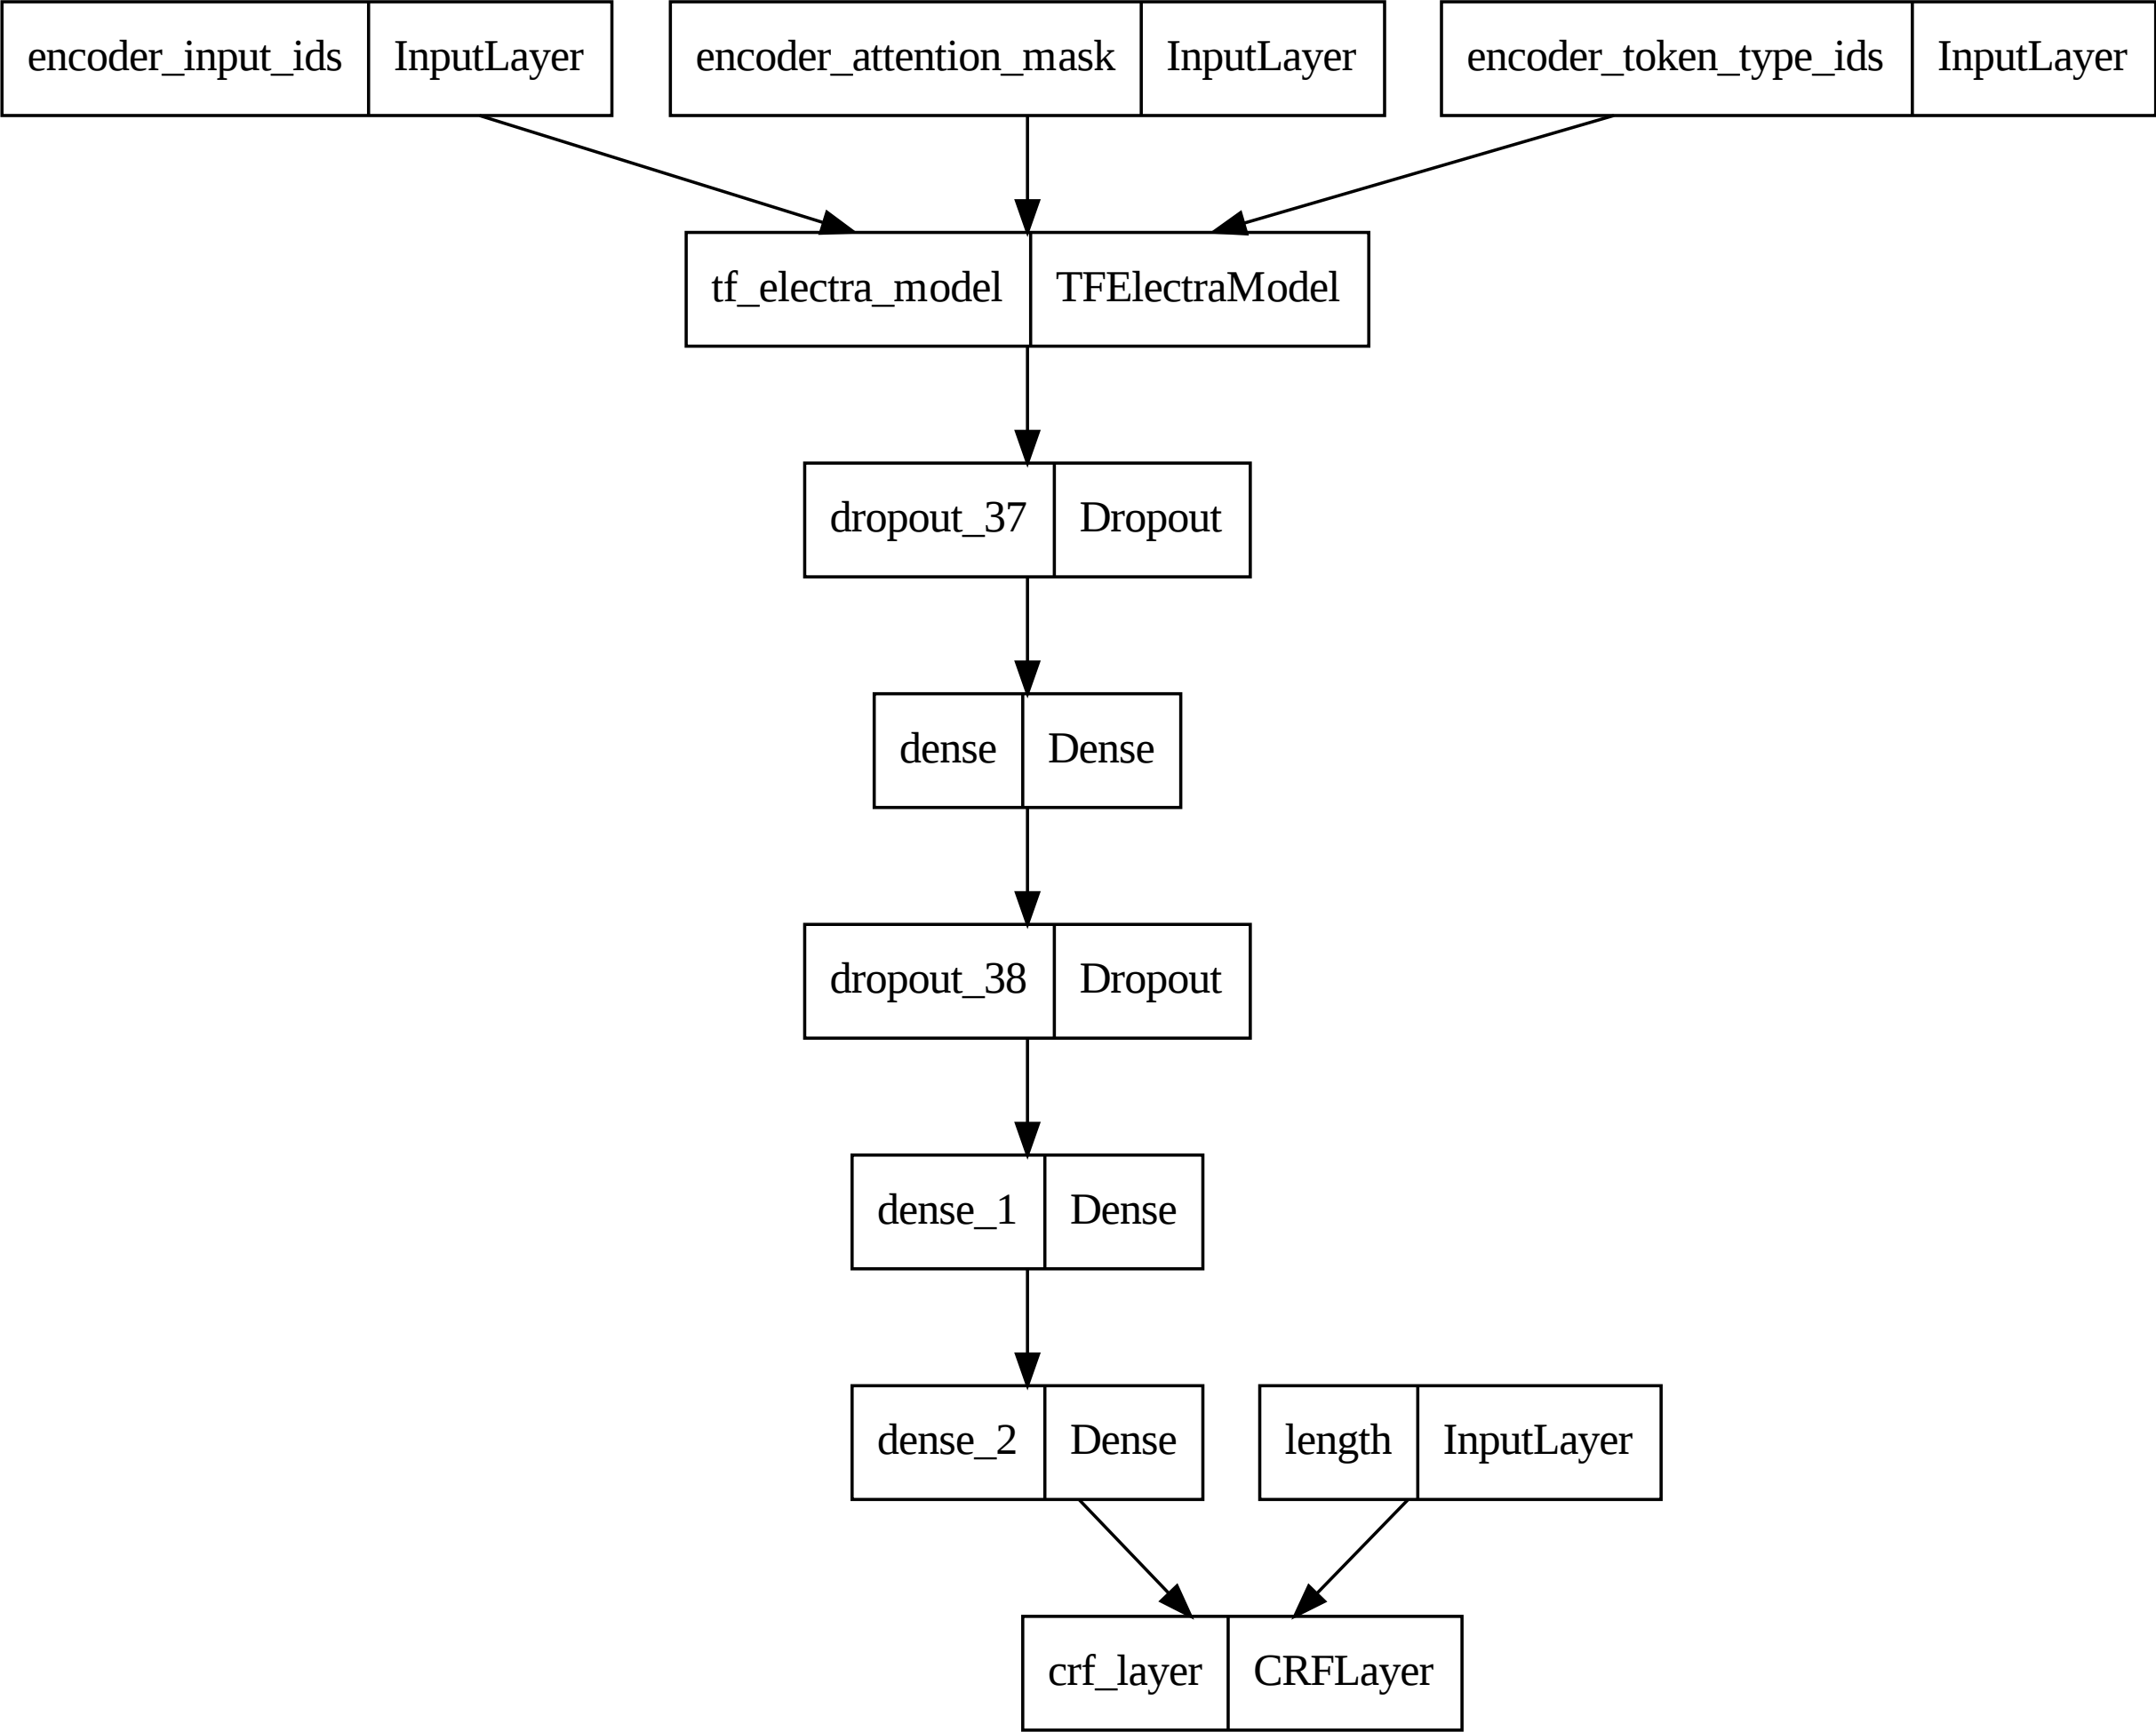 encoder_input_ids InputLayer
encoder_attention_mask InputLayer
encoder_token_type_ids InputLayer
tf_electra_model TFElectraModel
dropout_37 Dropout
dense Dense
dropout_38 Dropout
dense_1 Dense
dense_2 Dense
length InputLayer
crf_layer CRFLayer